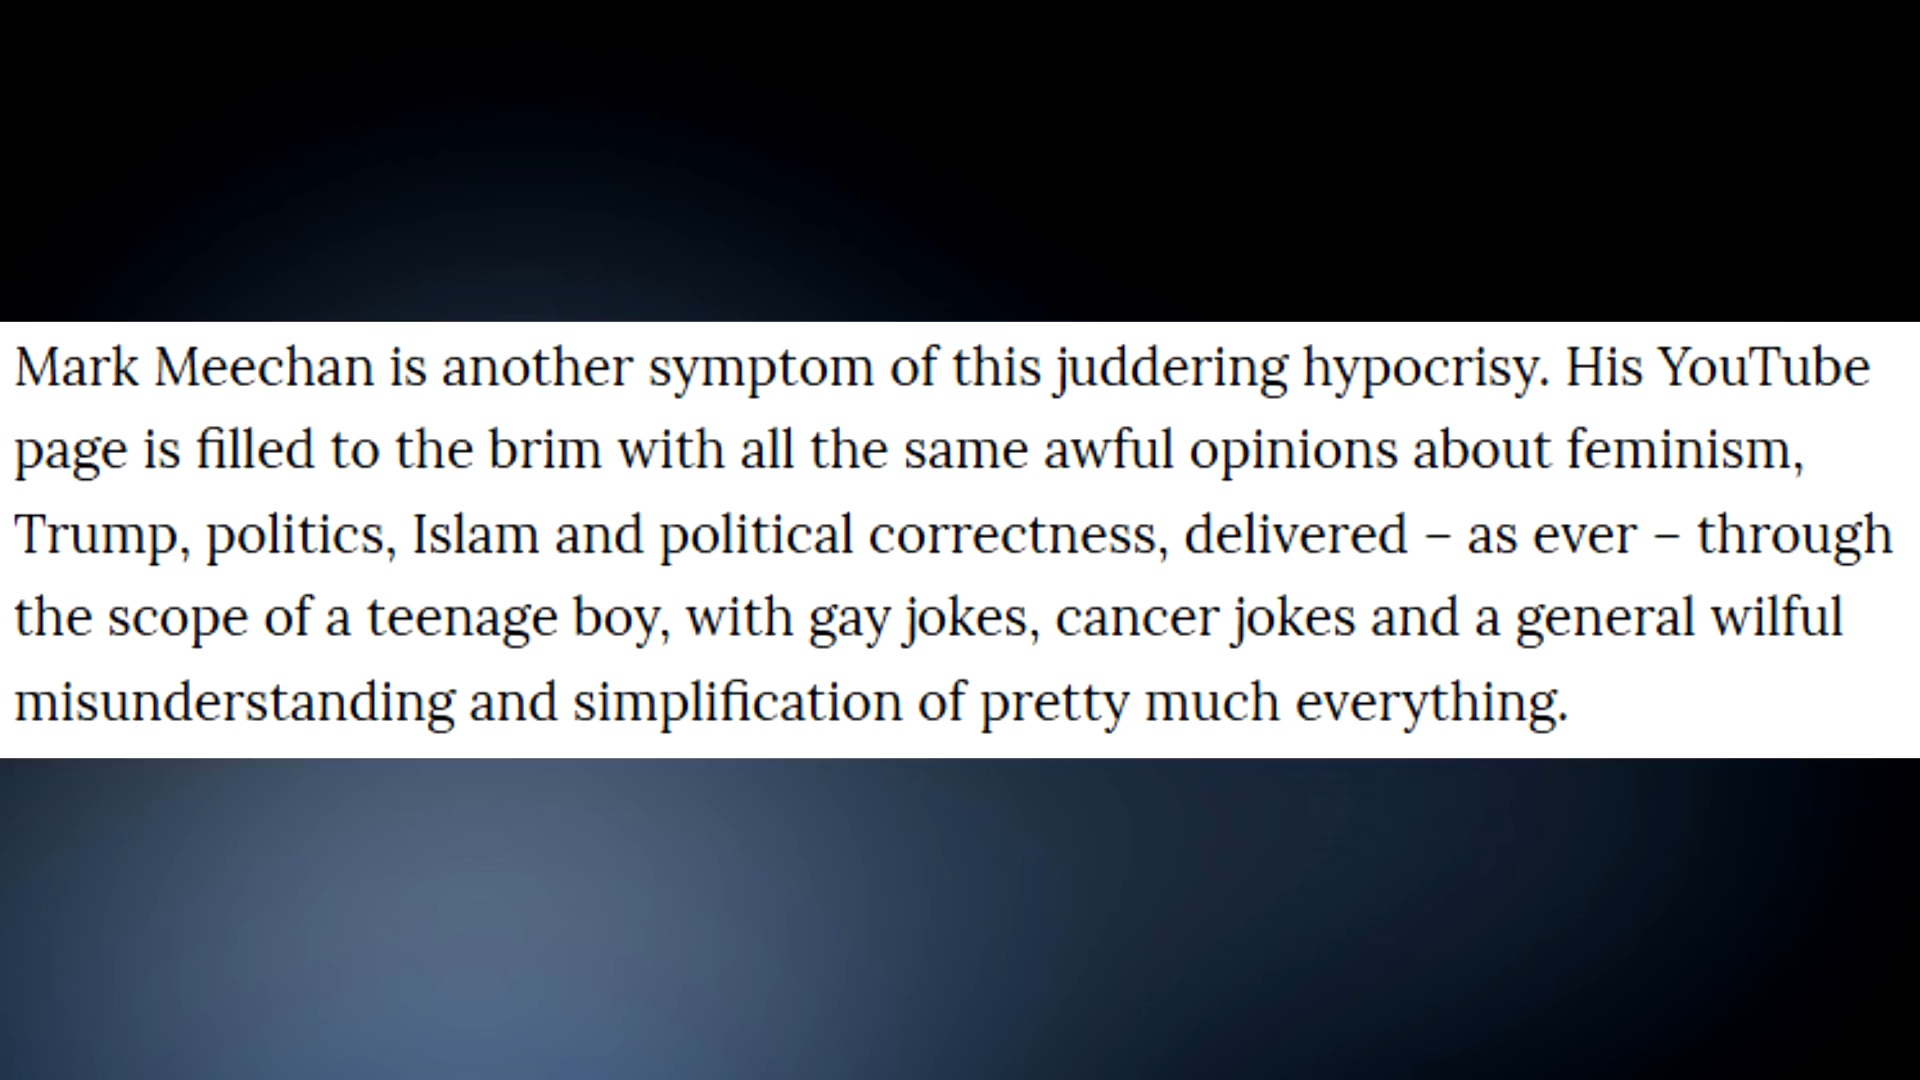 Mark Meechan is another symptom of this juddering hypocrisy. His YouTube
page is filled to the brim with all the same awful opinions about feminism,
Trump, politics, Islam and political correctness, delivered – as ever – through
the scope of a teenage boy, with gay jokes, cancer jokes and a general wilful
misunderstanding and simplification of pretty much everything.